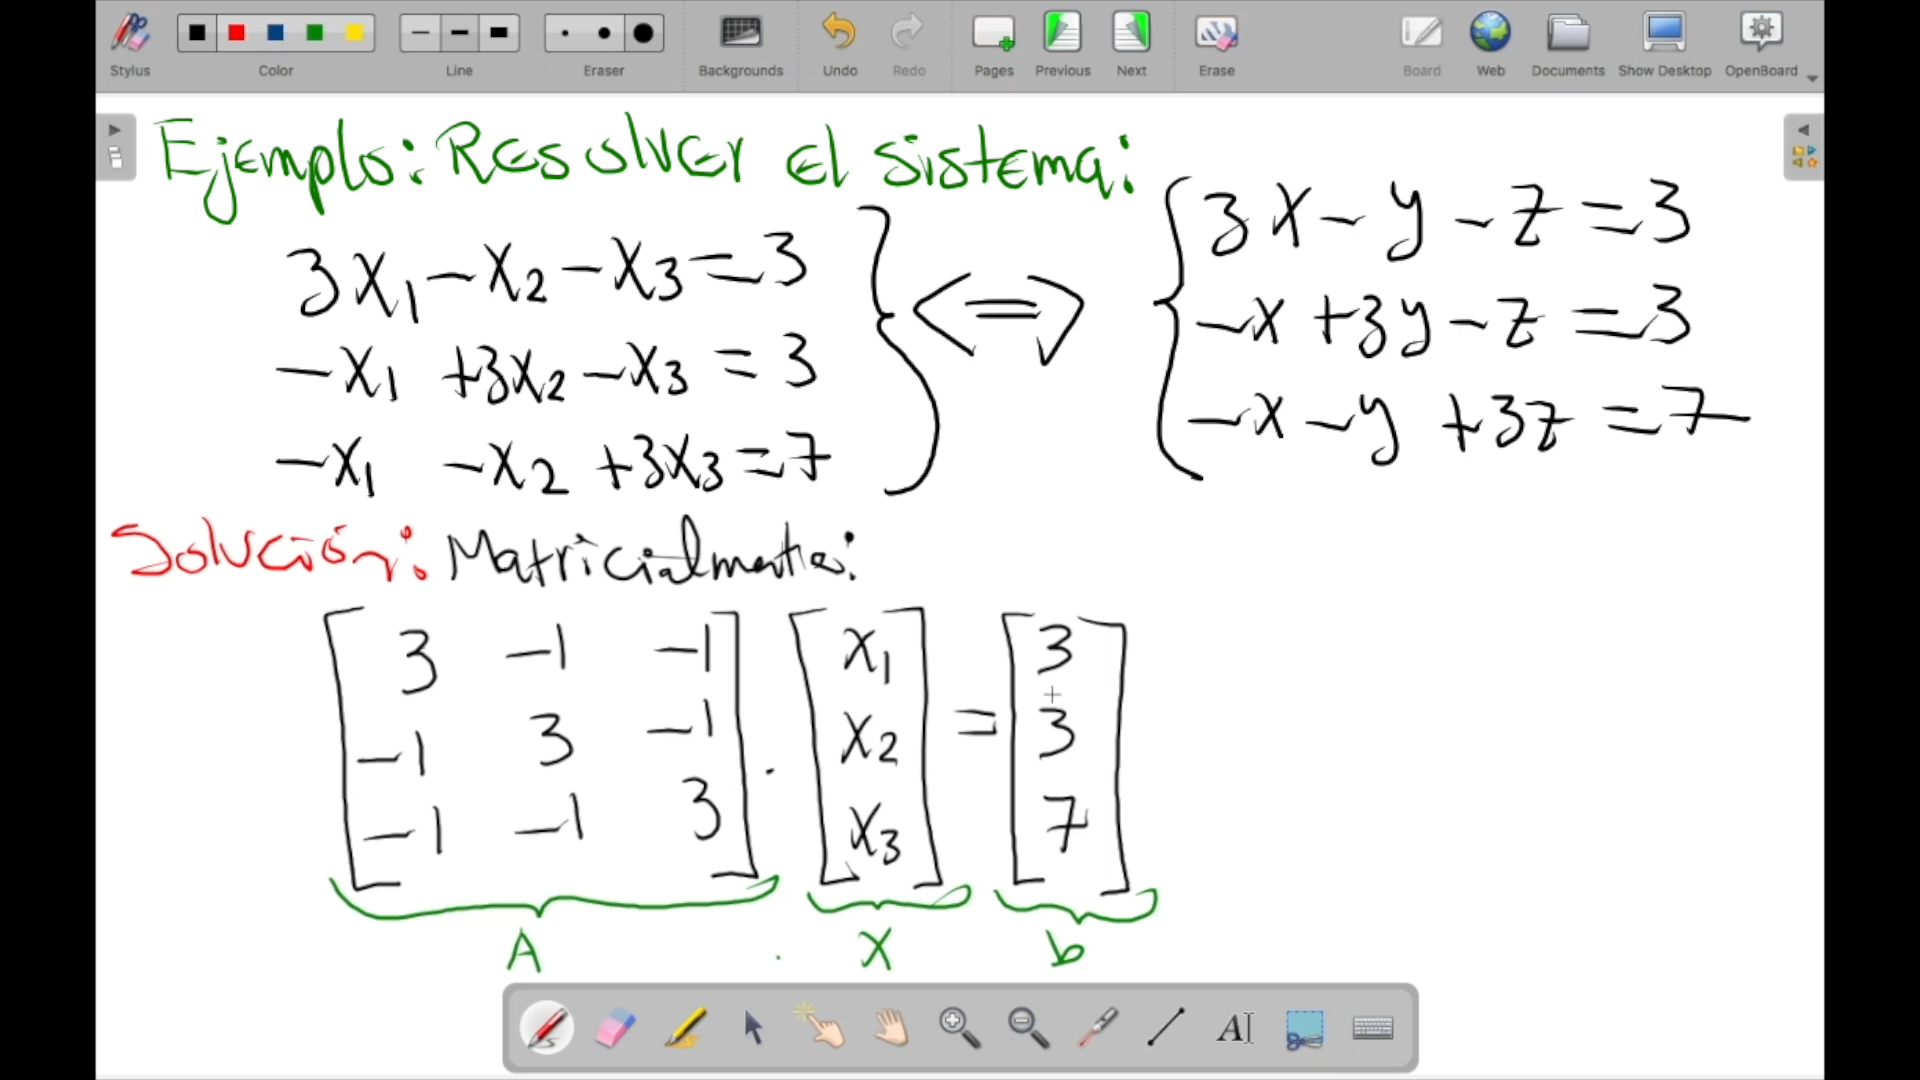 Stylus Color Line Eraser Backgrounds Undo Redo Pages Previous Next Erase Board Web Documents Show Desktop OpenBoard
Ejemplo: Resolver el sistema:
3x₁ - x₂ - x₃ = 3
-x₁ + 3x₂ - x₃ = 3
-x₁ - x₂ + 3x₃ = 7
<=>
3x - y - z = 3
-x + 3y - z = 3
-x - y + 3z = 7
Solución: Matricialmente:
3 -1 -1 x₁ 3
-1 3 -1 · x₂ = 3
-1 -1 3 x₃ 7
A · X b
AI